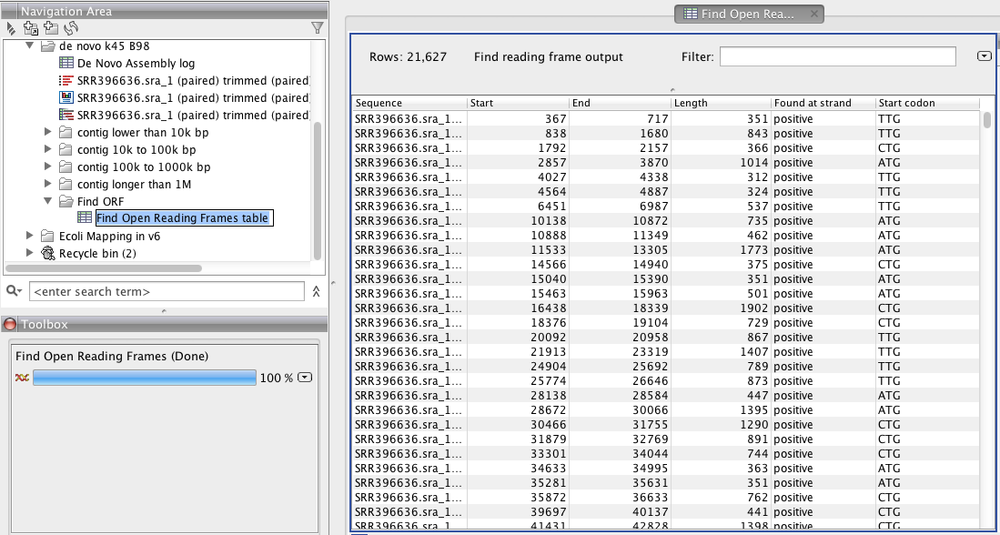 Navigation Area
de novo k45 B98
De Novo Assembly log
SRR396636.sra_1 (paired) trimmed (paired)
SRR396636.sra_1 (paired) trimmed (paired)
SRR396636.sra_1 (paired) trimmed (paired)
contig lower than 10k bp
contig 10k to 100k bp
contig 100k to 1000k bp
contig longer than 1M
Find ORF
Find Open Reading Frames table
Ecoli Mapping in v6
Recycle bin (2)
<enter search term>
Toolbox
Find Open Reading Frames (Done)
100 %
Find Open Rea...
Rows: 21,627 Find reading frame output Filter:
Sequence Start End Length Found at strand Start codon
SRR396636.sra_1... 367 717 351 positive TTG
SRR396636.sra_1... 838 1680 843 positive TTG
SRR396636.sra_1... 1792 2157 366 positive CTG
SRR396636.sra_1... 2857 3870 1014 positive ATG
SRR396636.sra_1... 4027 4338 312 positive TTG
SRR396636.sra_1... 4564 4887 324 positive TTG
SRR396636.sra_1... 6451 6987 537 positive TTG
SRR396636.sra_1... 10138 10872 735 positive ATG
SRR396636.sra_1... 10888 11349 462 positive ATG
SRR396636.sra_1... 11533 13305 1773 positive ATG
SRR396636.sra_1... 14566 14940 375 positive CTG
SRR396636.sra_1... 15040 15390 351 positive ATG
SRR396636.sra_1... 15463 15963 501 positive ATG
SRR396636.sra_1... 16438 18339 1902 positive CTG
SRR396636.sra_1... 18376 19104 729 positive CTG
SRR396636.sra_1... 20092 20958 867 positive TTG
SRR396636.sra_1... 21913 23319 1407 positive TTG
SRR396636.sra_1... 24904 25692 789 positive TTG
SRR396636.sra_1... 25774 26646 873 positive TTG
SRR396636.sra_1... 28138 28584 447 positive ATG
SRR396636.sra_1... 28672 30066 1395 positive ATG
SRR396636.sra_1... 30466 31755 1290 positive CTG
SRR396636.sra_1... 31879 32769 891 positive CTG
SRR396636.sra_1... 33301 34044 744 positive CTG
SRR396636.sra_1... 34633 34995 363 positive ATG
SRR396636.sra_1... 35281 35631 351 positive ATG
SRR396636.sra_1... 35872 36633 762 positive CTG
SRR396636.sra_1... 39697 40137 441 positive CTG
SRR396636.sra_1... 41431 42828 1398 positive CTG